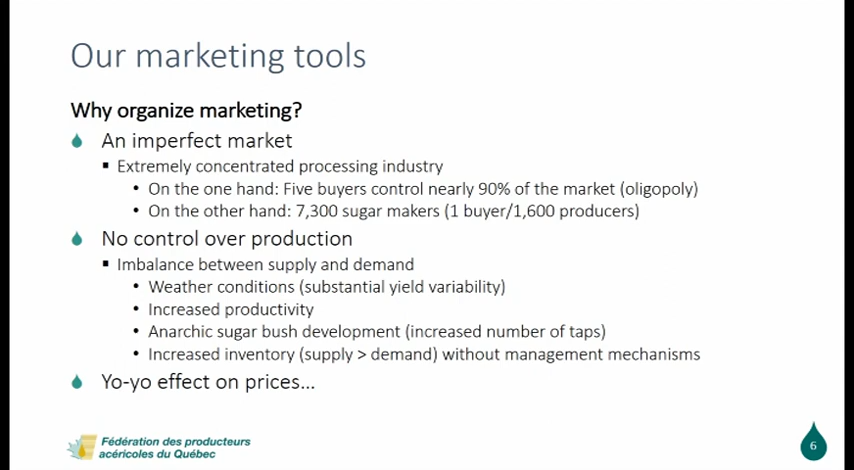 Our marketing tools
Why organize marketing?
An imperfect market
Extremely concentrated processing industry
On the one hand: Five buyers control nearly 90% of the market (oligopoly)
On the other hand: 7,300 sugar makers (1 buyer/1,600 producers)
No control over production
Imbalance between supply and demand
Weather conditions (substantial yield variability)
Increased productivity
Anarchic sugar bush development (increased number of taps)
Increased inventory (supply > demand) without management mechanisms
Yo-yo effect on prices...
Fédération des producteurs
acéricoles du Québec
6